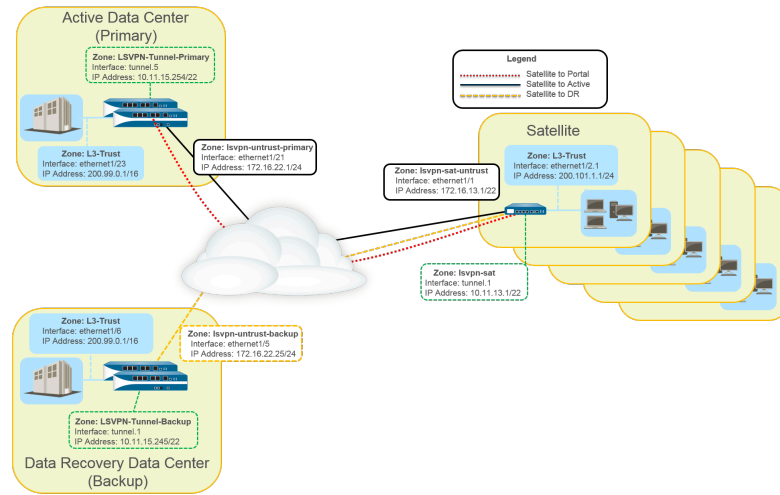 Active Data Center
(Primary)
Zone: LSVPN-Tunnel-Primary
Interface: tunnel.5
IP Address: 10.11.15.254/22
Zone: L3-Trust
Interface: ethernet1/23
IP Address: 200.99.0.1/16
Zone: lsvpn-untrust-primary
Interface: ethernet1/21
IP Address: 172.16.22.1/24
Legend
Satellite to Portal
Satellite to Active
Satellite to DR
Satellite
Zone: lsvpn-sat-untrust
Interface: ethernet1/1
IP Address: 172.16.13.1/22
Zone: L3-Trust
Interface: ethernet1/2.1
IP Address: 200.101.1.1/24
Zone: lsvpn-sat
Interface: tunnel.1
IP Address: 10.11.13.1/22
Zone: L3-Trust
Interface: ethernet1/6
IP Address: 200.99.0.1/16
Zone: lsvpn-untrust-backup
Interface: ethernet1/5
IP Address: 172.16.22.25/24
Zone: LSVPN-Tunnel-Backup
Interface: tunnel.1
IP Address: 10.11.15.245/22
Data Recovery Data Center
(Backup)